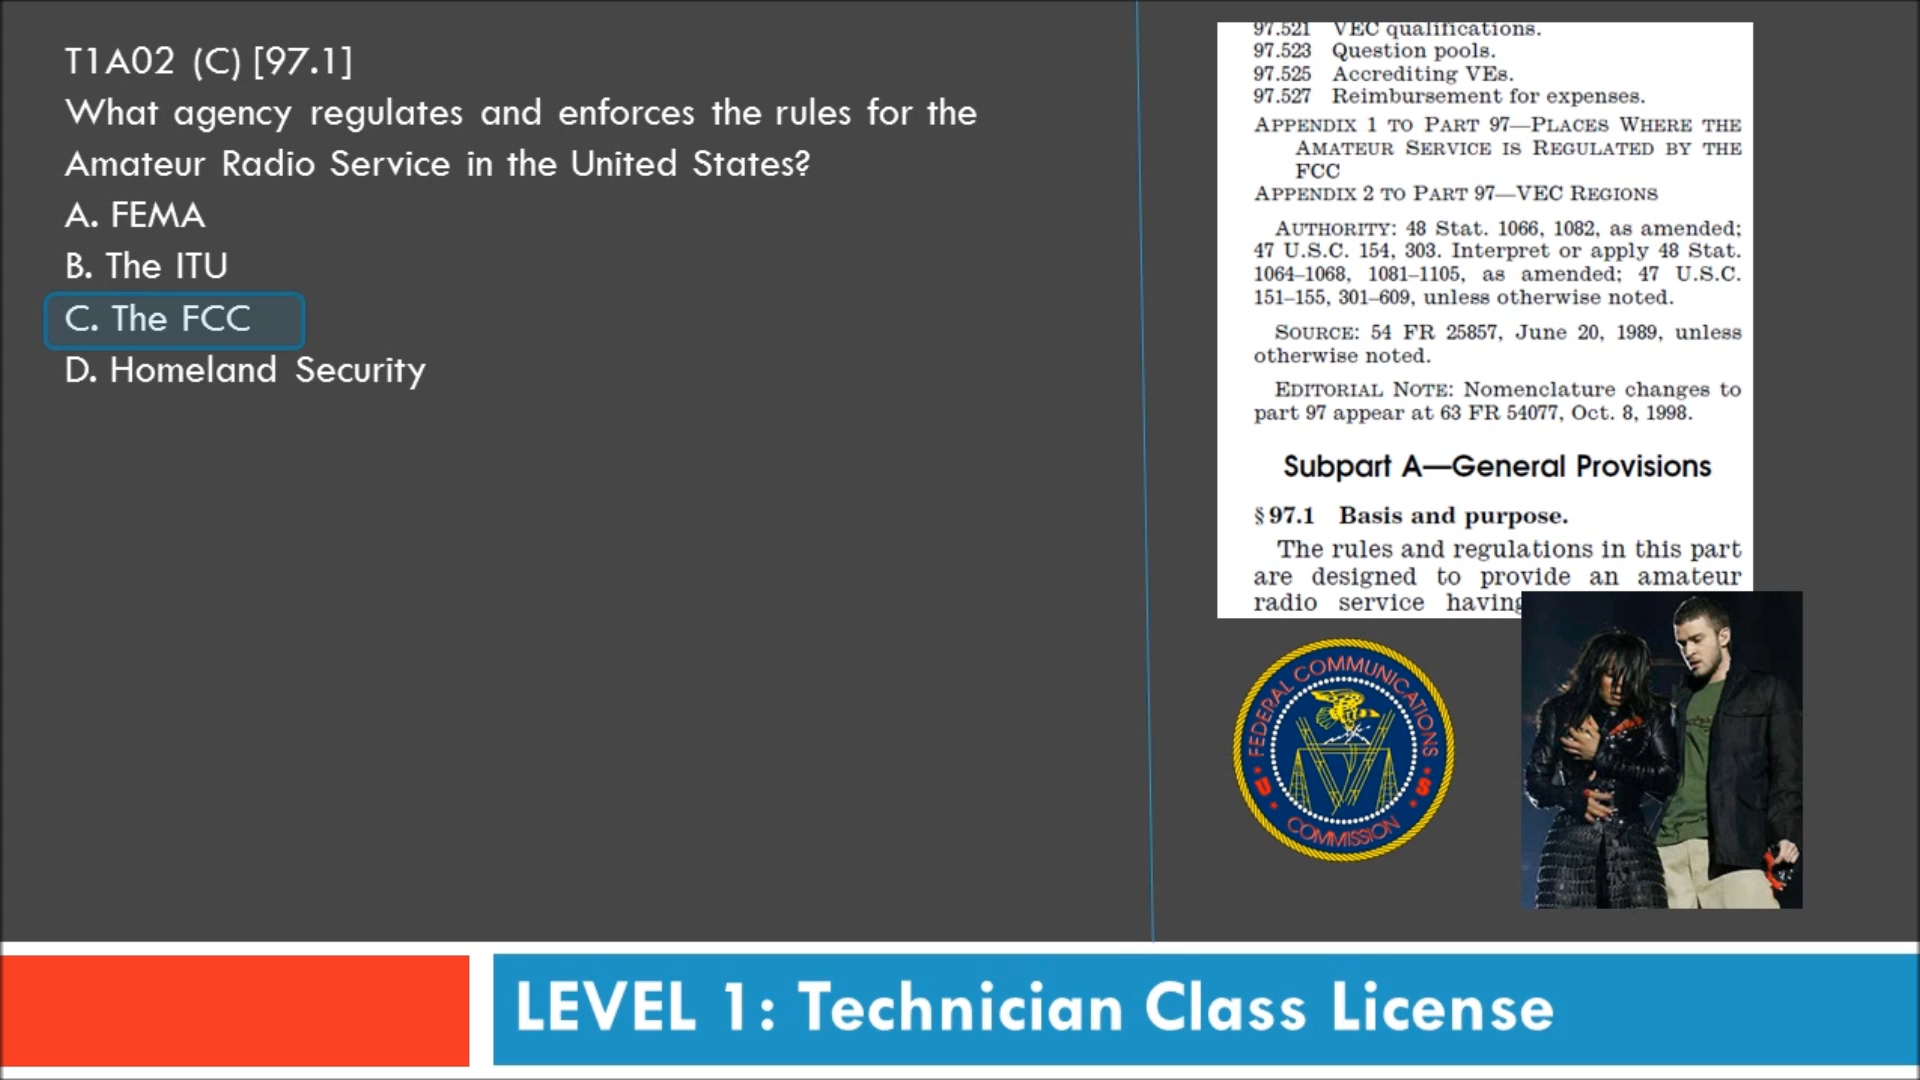 T1A02 (C) [97.1]
What agency regulates and enforces the rules for the
Amateur Radio Service in the United States?
A. FEMA
B. The ITU
C. The FCC
D. Homeland Security
97.521 VEC qualifications.
97.523 Question pools.
97.525 Accrediting VEs.
97.527 Reimbursement for expenses.
APPENDIX 1 TO PART 97—PLACES WHERE THE
AMATEUR SERVICE IS REGULATED BY THE
FCC
APPENDIX 2 TO PART 97—VEC REGIONS
AUTHORITY: 48 Stat. 1066, 1082, as amended;
47 U.S.C. 154, 303. Interpret or apply 48 Stat.
1064–1068, 1081–1105, as amended; 47 U.S.C.
151–155, 301–609, unless otherwise noted.
SOURCE: 54 FR 25857, June 20, 1989, unless
otherwise noted.
EDITORIAL NOTE: Nomenclature changes to
part 97 appear at 63 FR 54077, Oct. 8, 1998.
Subpart A—General Provisions
§ 97.1 Basis and purpose.
The rules and regulations in this part
are designed to provide an amateur
radio service having
FEDERAL COMMUNICATIONS
U S
COMMISSION
LEVEL 1: Technician Class License